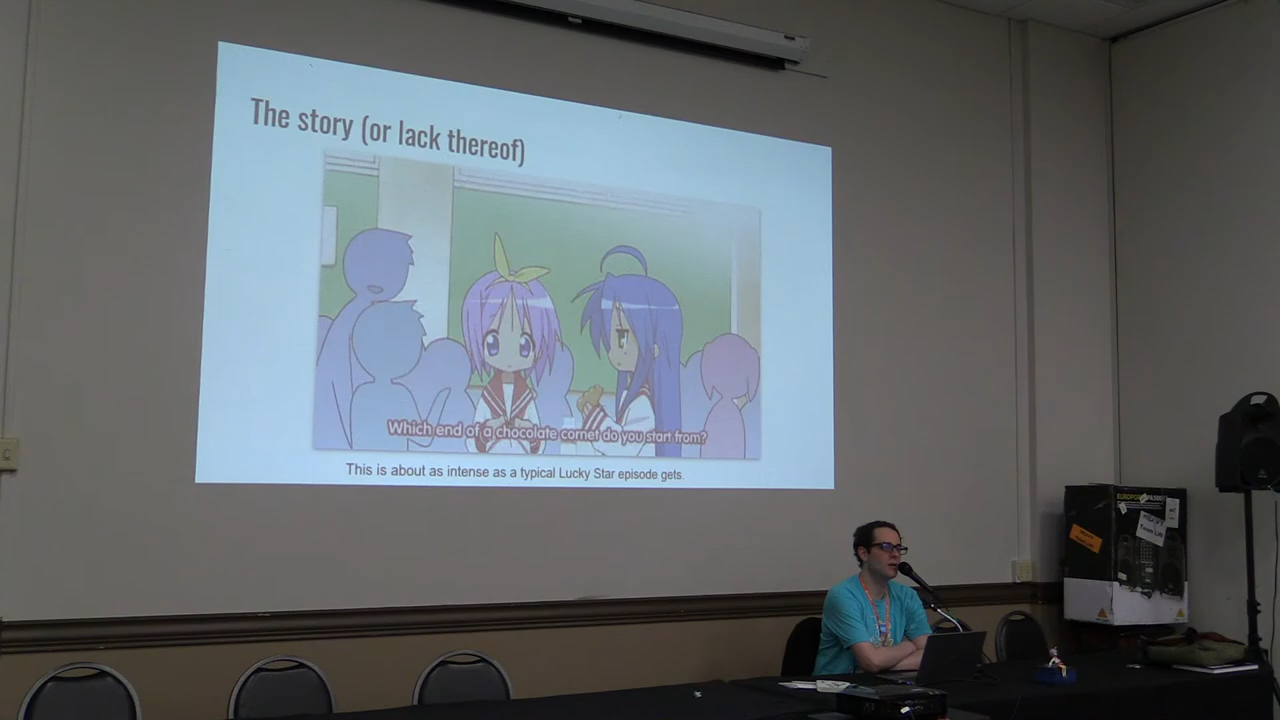 The story (or lack thereof)
Which end of a chocolate cornet do you start from?
This is about as intense as a typical Lucky Star episode gets.